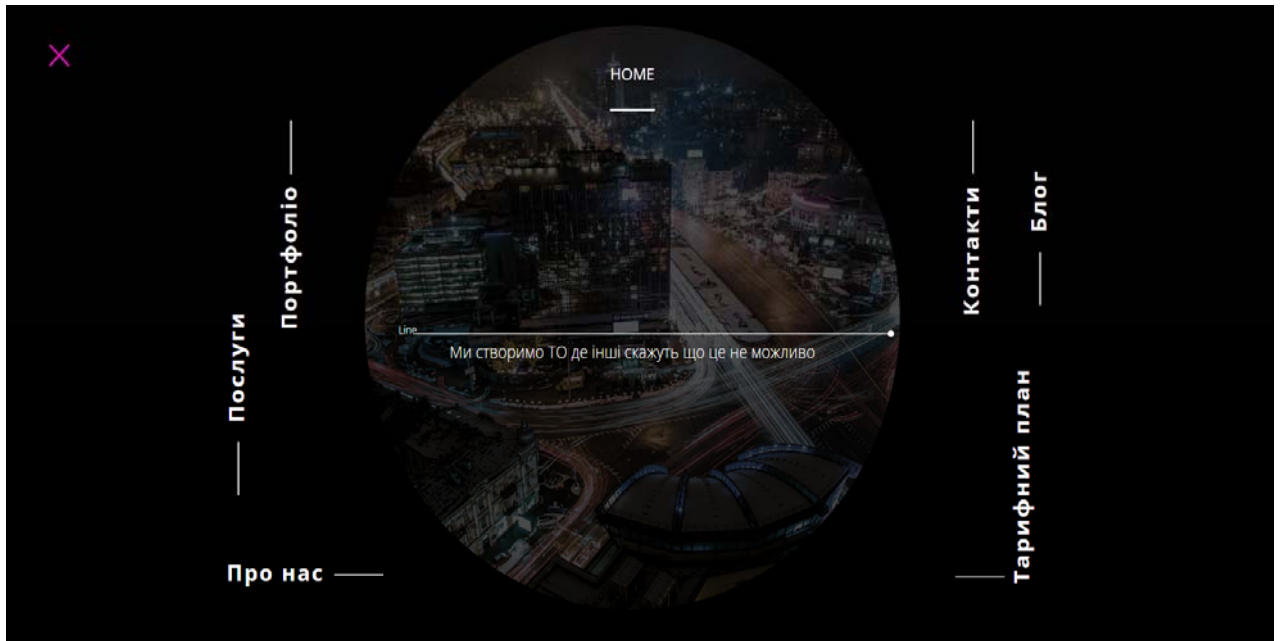 HOME
Портфоліо
Послуги
Про нас
Line
Ми створимо ТО де інші скажуть що це не можливо
Контакти
Блог
Тарифний план